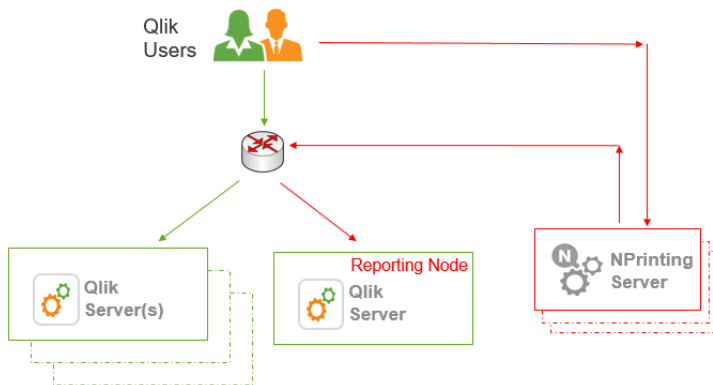 Qlik
Users
Reporting Node
Qlik
Server(s)
Qlik
Server
N
NPrinting
Server